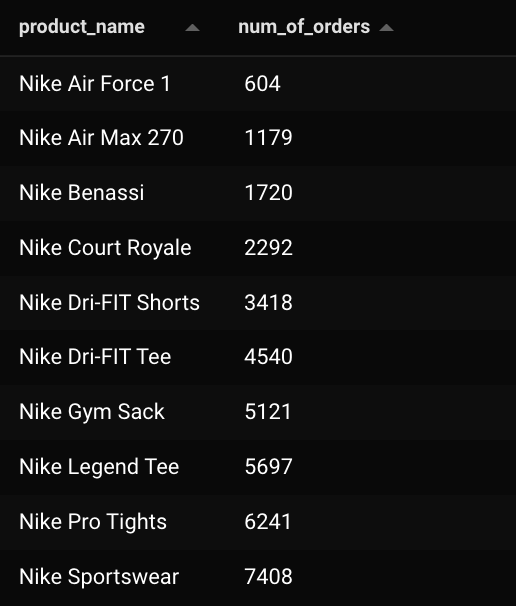 product_name num_of_orders
Nike Air Force 1 604
Nike Air Max 270 1179
Nike Benassi 1720
Nike Court Royale 2292
Nike Dri-FIT Shorts 3418
Nike Dri-FIT Tee 4540
Nike Gym Sack 5121
Nike Legend Tee 5697
Nike Pro Tights 6241
Nike Sportswear 7408